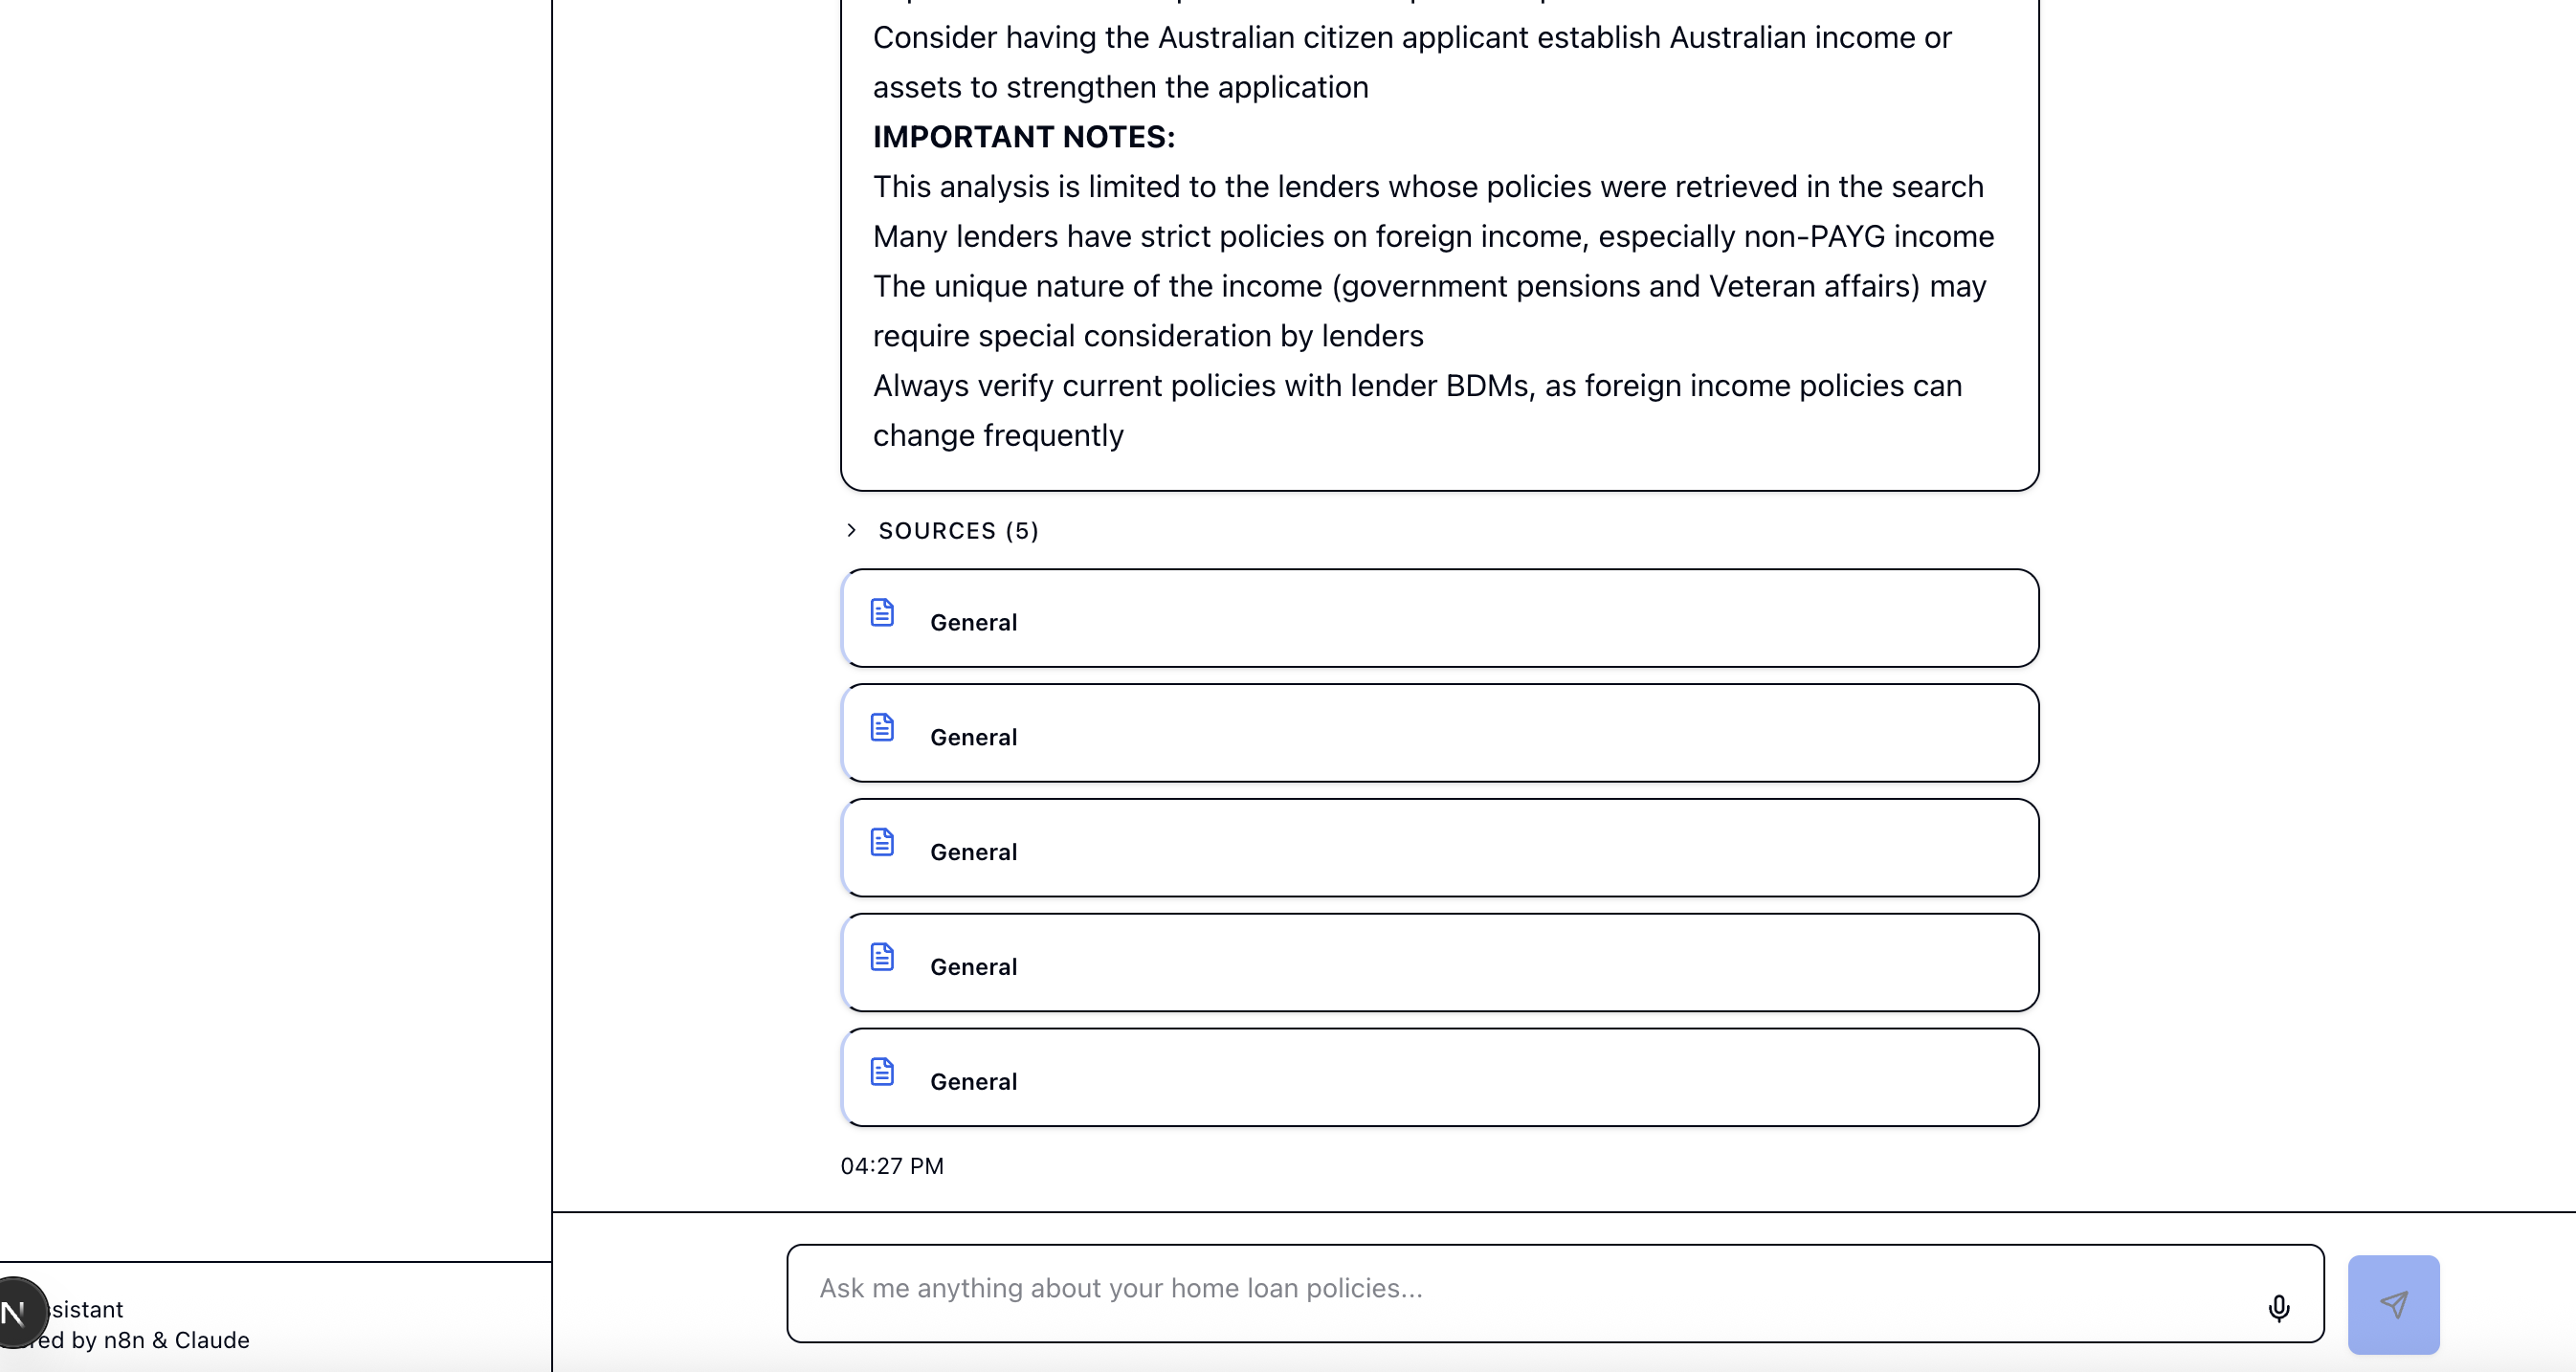 Consider having the Australian citizen applicant establish Australian income or
assets to strengthen the application
IMPORTANT NOTES:
This analysis is limited to the lenders whose policies were retrieved in the search
Many lenders have strict policies on foreign income, especially non-PAYG income
The unique nature of the income (government pensions and Veteran affairs) may
require special consideration by lenders
Always verify current policies with lender BDMs, as foreign income policies can
change frequently
SOURCES (5)
General
General
General
General
General
04:27 PM
Ask me anything about your home loan policies...
N
sistant
ed by n8n & Claude